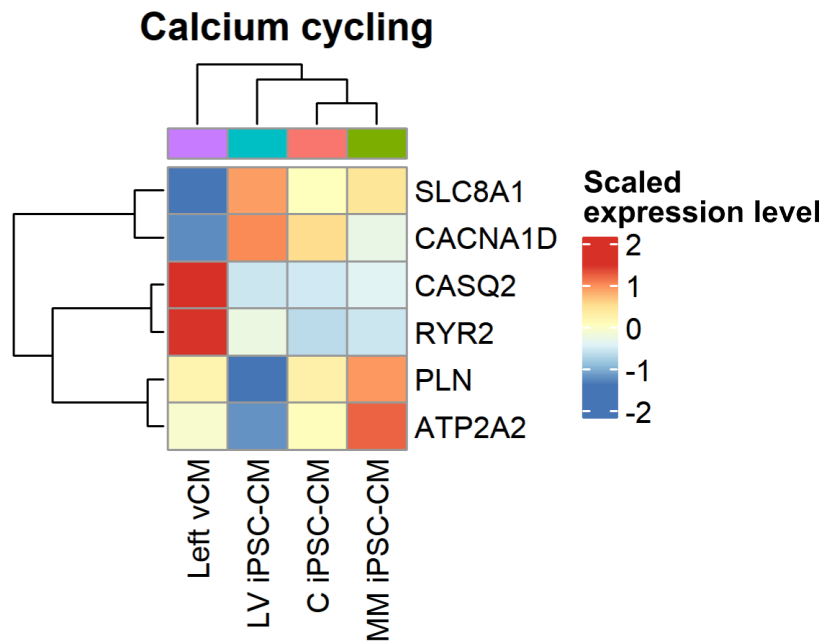 Calcium cycling
SLC8A1
CACNA1D
CASQ2
RYR2
PLN
ATP2A2
Left vCM
LV iPSC-CM
C iPSC-CM
MM iPSC-CM
Scaled
expression level
2
1
0
-1
-2